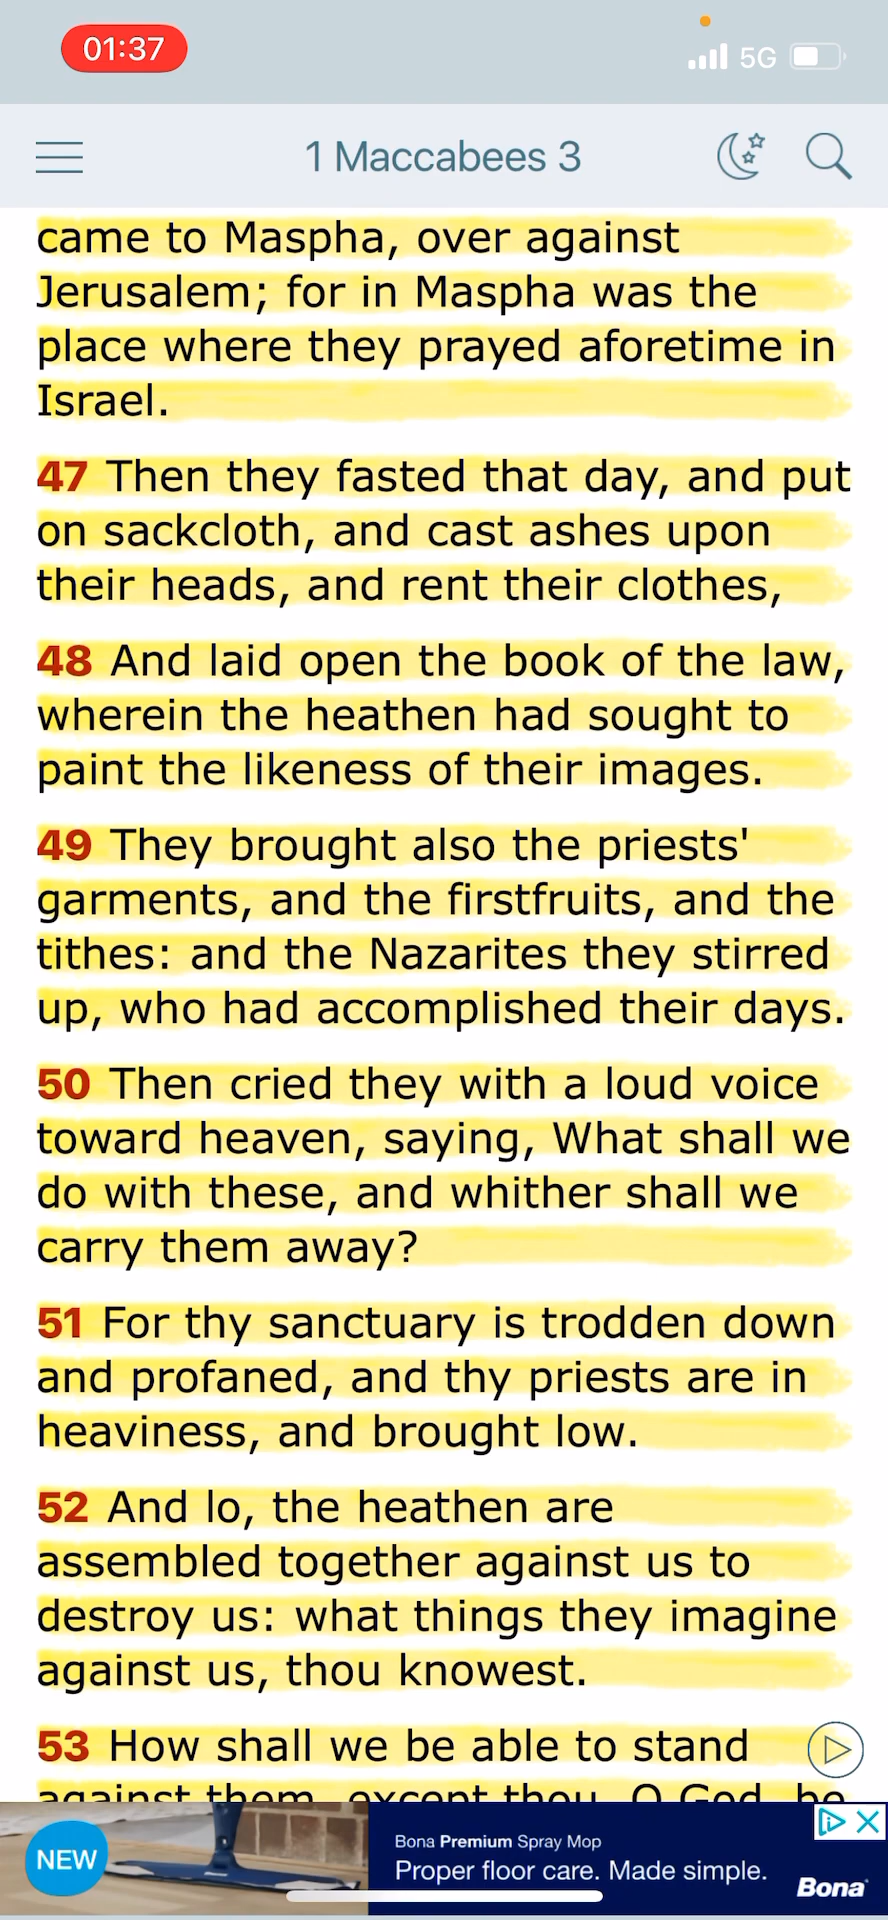 01:37
5G
1 Maccabees 3
came to Maspha, over against
Jerusalem; for in Maspha was the
place where they prayed aforetime in
Israel.
47 Then they fasted that day, and put
on sackcloth, and cast ashes upon
their heads, and rent their clothes,
48 And laid open the book of the law,
wherein the heathen had sought to
paint the likeness of their images.
49 They brought also the priests'
garments, and the firstfruits, and the
tithes: and the Nazarites they stirred
up, who had accomplished their days.
50 Then cried they with a loud voice
toward heaven, saying, What shall we
do with these, and whither shall we
carry them away?
51 For thy sanctuary is trodden down
and profaned, and thy priests are in
heaviness, and brought low.
52 And lo, the heathen are
assembled together against us to
destroy us: what things they imagine
against us, thou knowest.
53 How shall we be able to stand
against them, except thou, O God, be
NEW
Bona Premium Spray Mop
Proper floor care. Made simple.
Bona